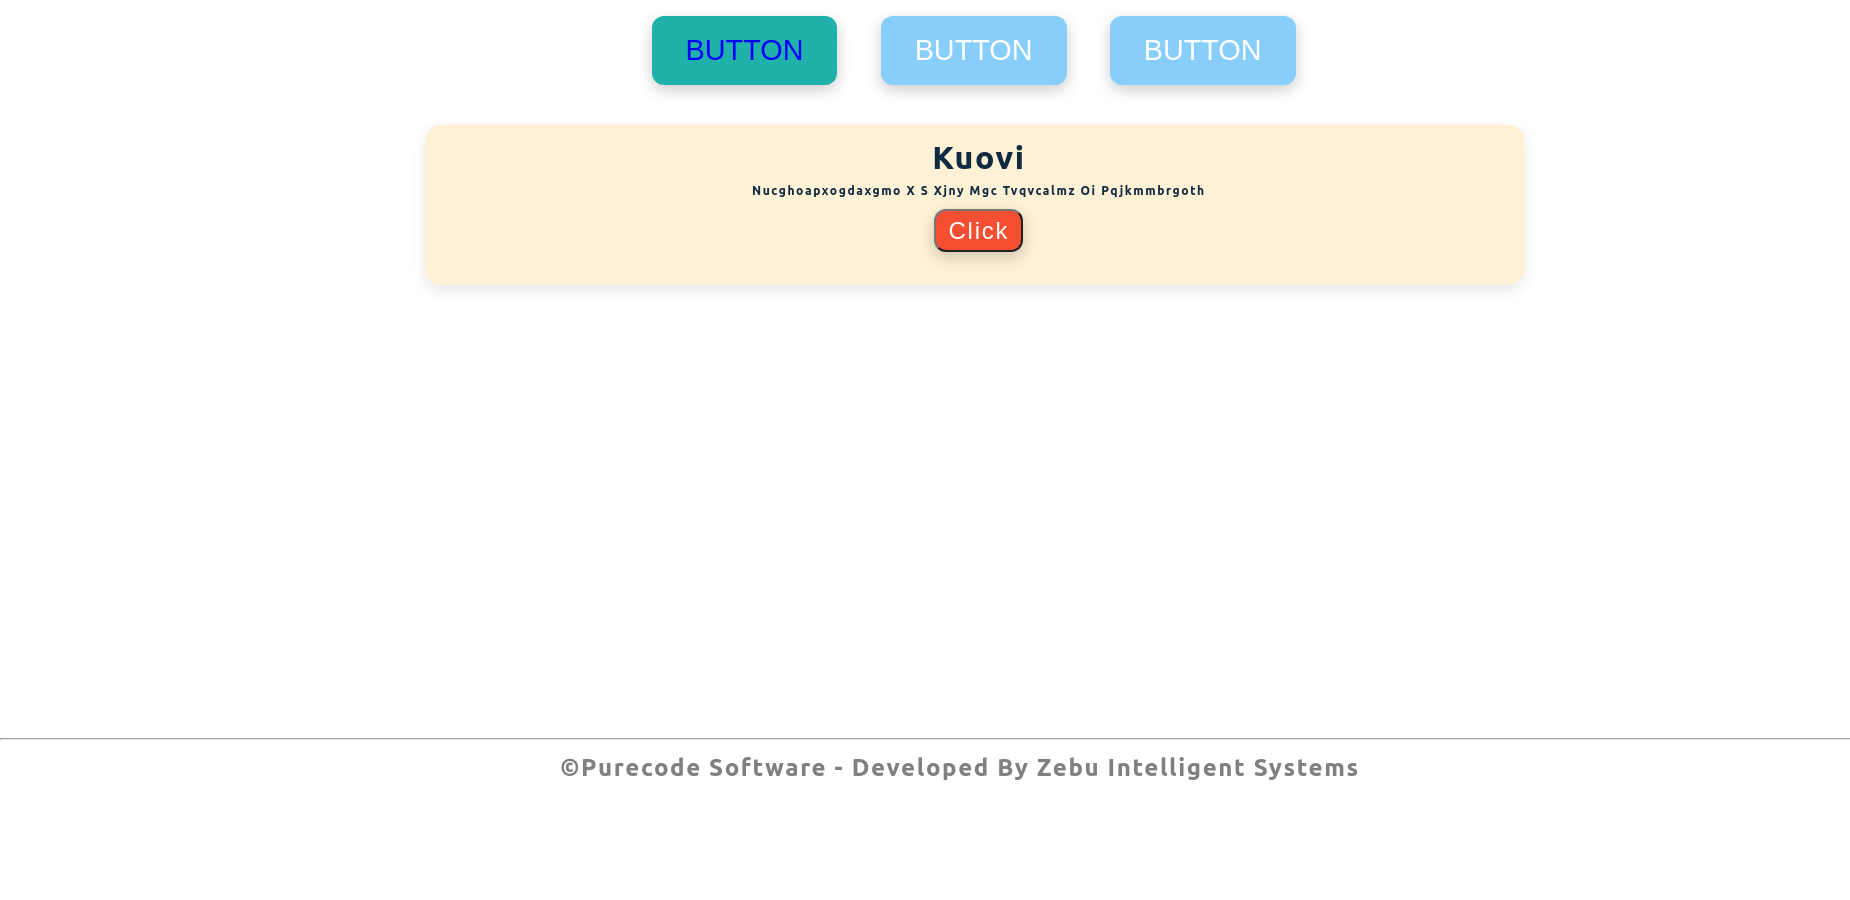 BUTTON BUTTON BUTTON
Kuovi
Nucghoapxogdaxgmo X S Xjny Mgc Tvqvcalmz Oi Pqjkmmbrgoth
Click
©Purecode Software - Developed By Zebu Intelligent Systems